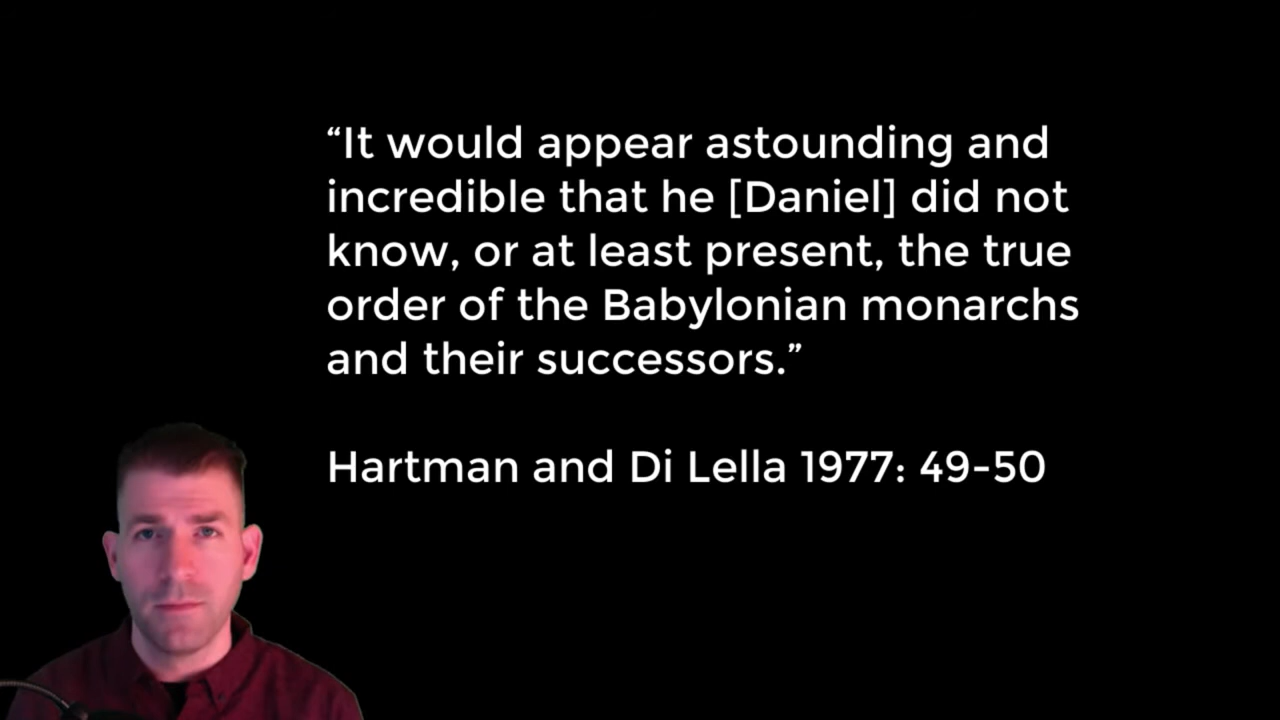 “It would appear astounding and
incredible that he [Daniel] did not
know, or at least present, the true
order of the Babylonian monarchs
and their successors.”
Hartman and Di Lella 1977: 49-50